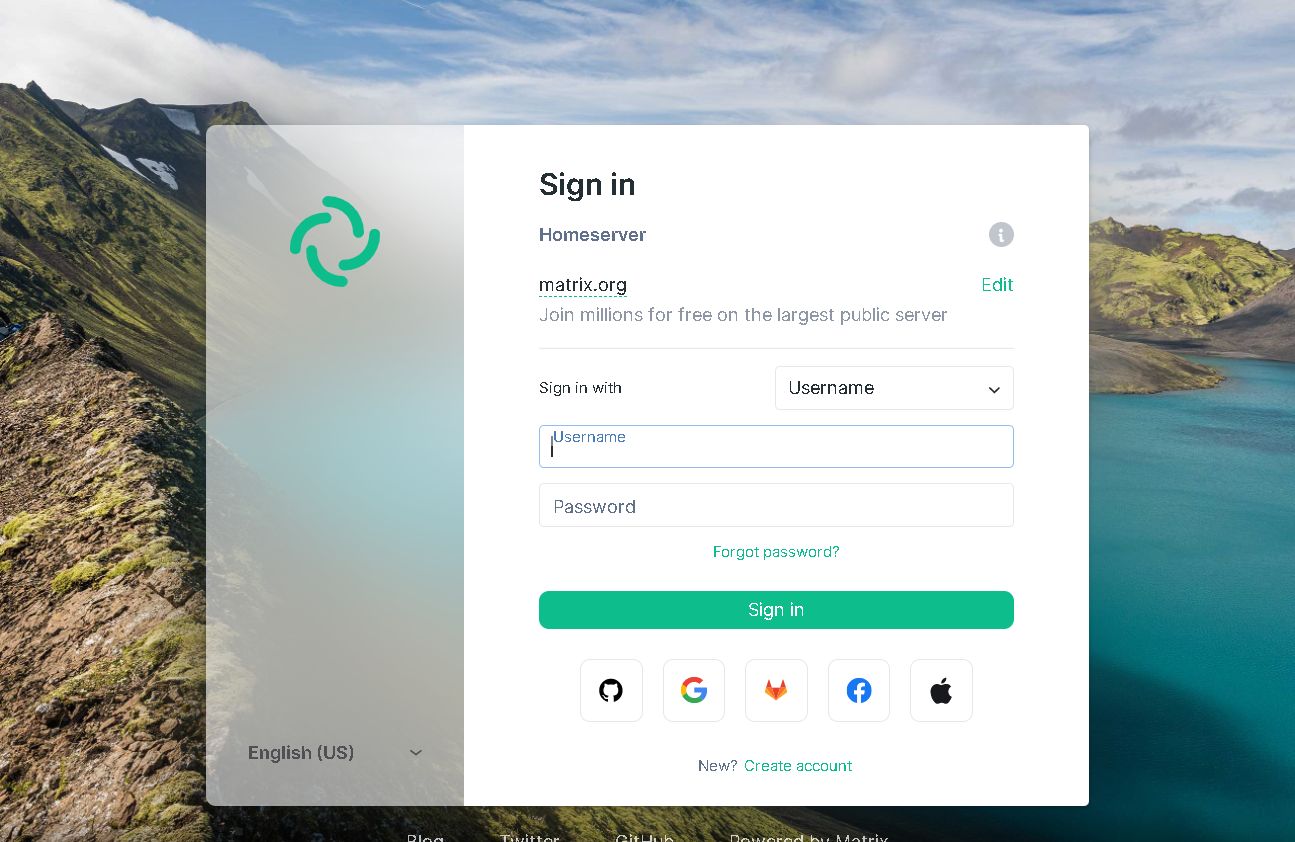 Sign in
Homeserver
matrix.org
Edit
Join millions for free on the largest public server
Sign in with
Username
Username
Password
Forgot password?
Sign in
English (US)
New? Create account
Blog Twitter GitHub Powered by Matrix